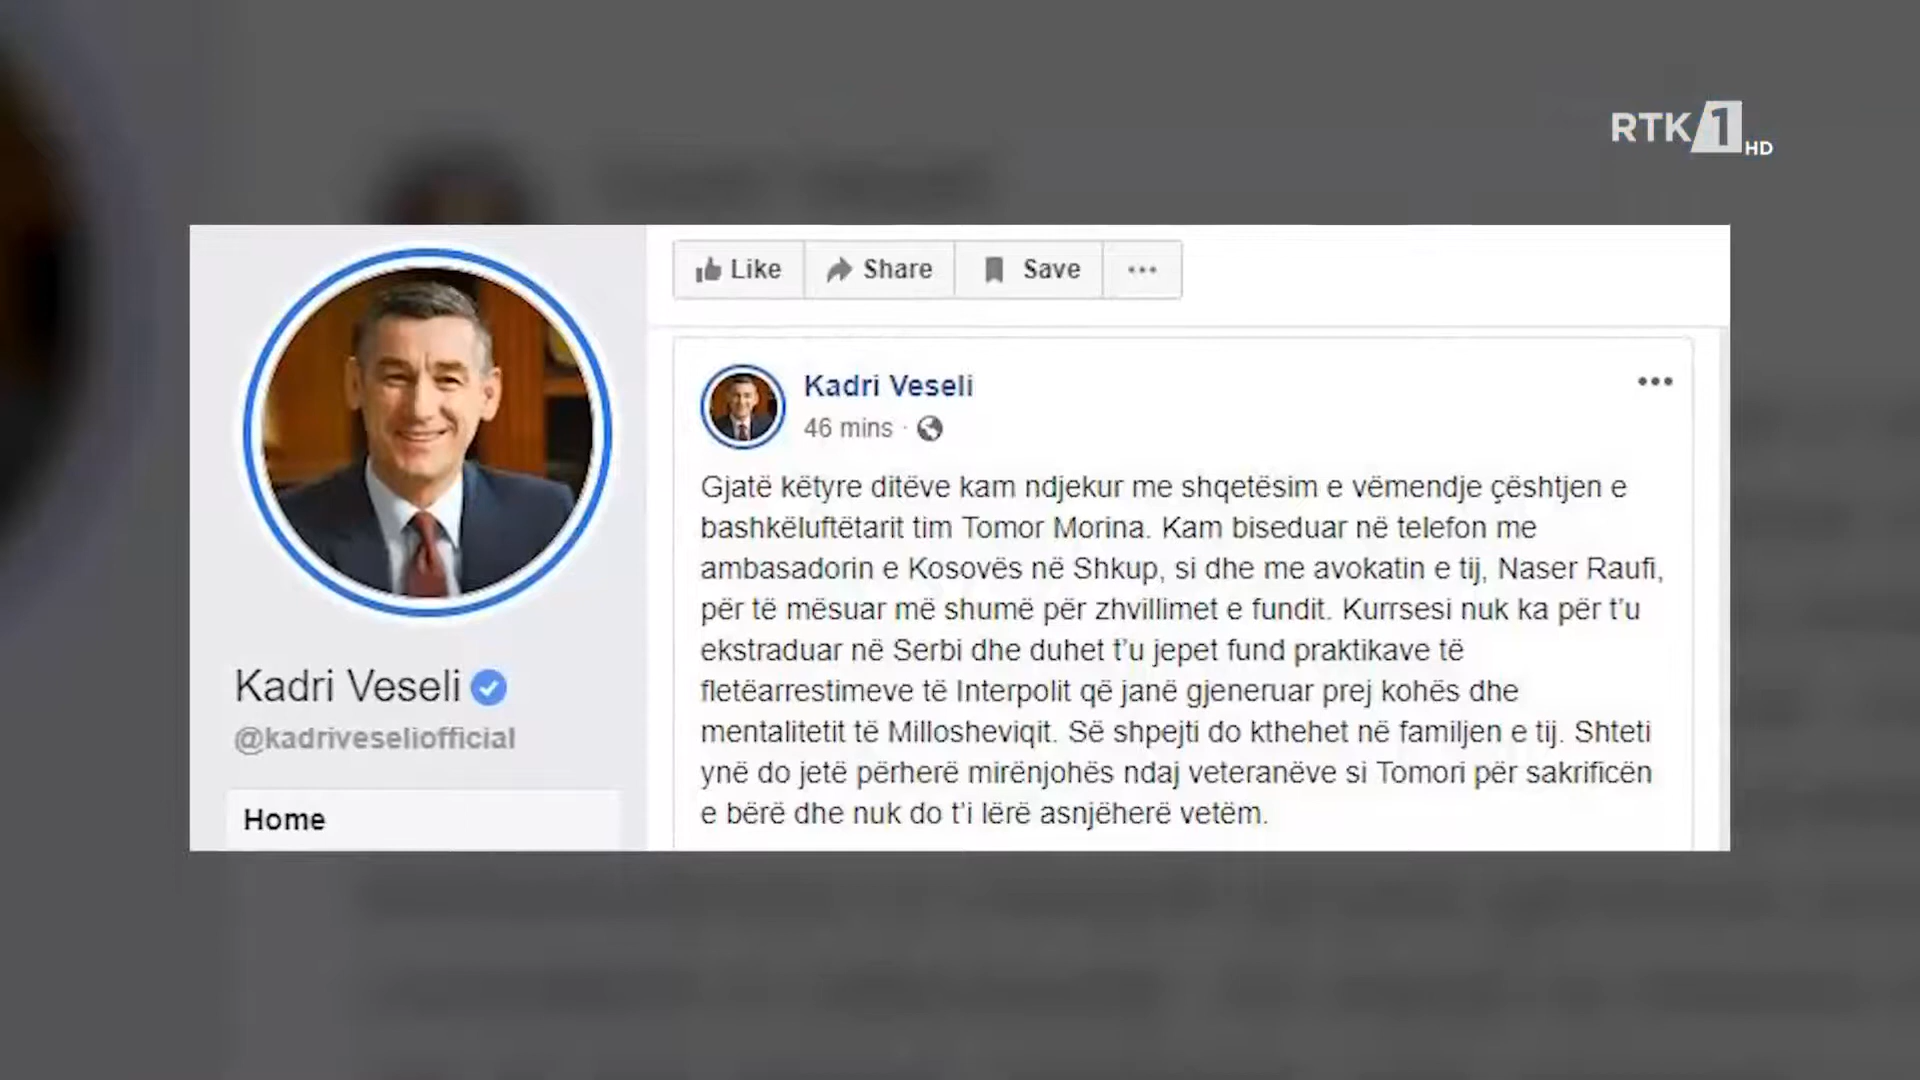 RTK 1 HD
Like Share Save
Kadri Veseli
46 mins ·
Gjatë këtyre ditëve kam ndjekur me shqetësim e vëmendje çështjen e
bashkëluftëtarit tim Tomor Morina. Kam biseduar në telefon me
ambasadorin e Kosovës në Shkup, si dhe me avokatin e tij, Naser Raufi,
për të mësuar më shumë për zhvillimet e fundit. Kurrsesi nuk ka për t’u
ekstraduar në Serbi dhe duhet t’u jepet fund praktikave të
fletëarrestimeve të Interpolit që janë gjeneruar prej kohës dhe
mentalitetit të Millosheviqit. Së shpejti do kthehet në familjen e tij. Shteti
ynë do jetë përherë mirënjohës ndaj veteranëve si Tomori për sakrificën
e bërë dhe nuk do t’i lërë asnjëherë vetëm.
Kadri Veseli
@kadriveseliofficial
Home